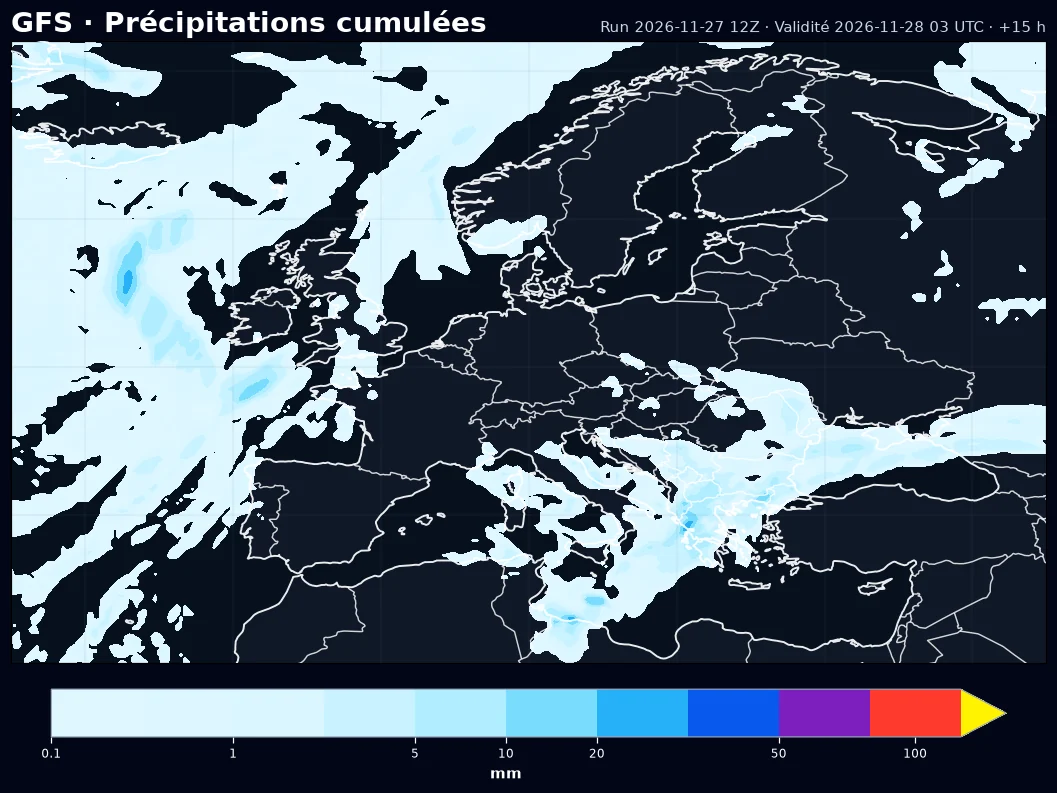 GFS · Précipitations cumulées
Run 2026-11-27 12Z · Validité 2026-11-28 03 UTC · +15 h
0.1 1 5 10 20 50 100
mm